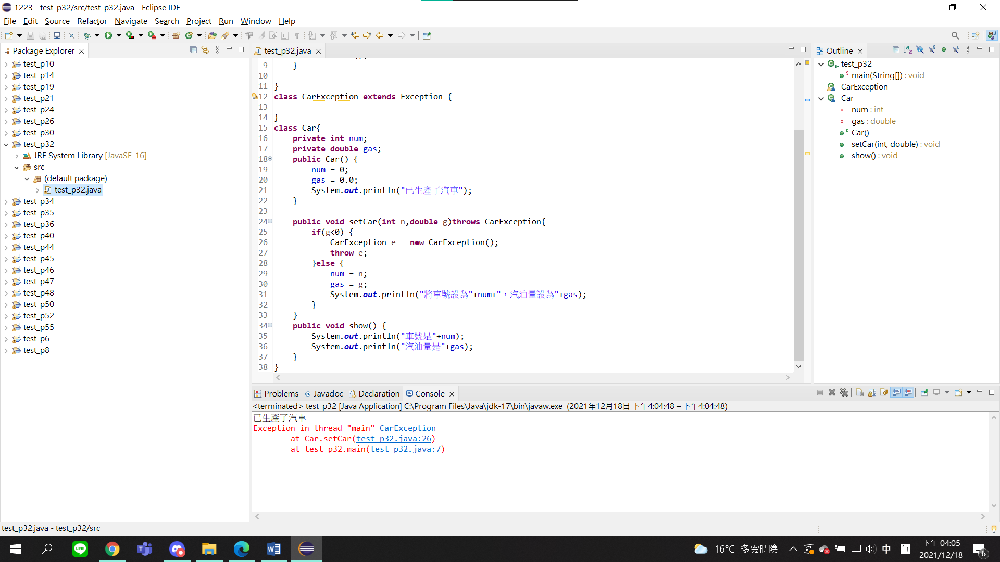 1223 - test_p32/src/test_p32.java - Eclipse IDE
File Edit Source Refactor Navigate Search Project Run Window Help
Package Explorer
test_p10
test_p14
test_p19
test_p21
test_p24
test_p26
test_p30
test_p32
JRE System Library [JavaSE-16]
src
(default package)
test_p32.java
test_p34
test_p35
test_p36
test_p40
test_p44
test_p45
test_p46
test_p47
test_p48
test_p50
test_p52
test_p55
test_p6
test_p8
test_p32.java
9 }
10
11 }
12 class CarException extends Exception {
13
14 }
15 class Car{
16 private int num;
17 private double gas;
18 public Car() {
19 num = 0;
20 gas = 0.0;
21 System.out.println("已生產了汽車");
22 }
23
24 public void setCar(int n,double g)throws CarException{
25 if(g<0) {
26 CarException e = new CarException();
27 throw e;
28 }else {
29 num = n;
30 gas = g;
31 System.out.println("將車號設為"+num+"，汽油量設為"+gas);
32 }
33 }
34 public void show() {
35 System.out.println("車號是"+num);
36 System.out.println("汽油量是"+gas);
37 }
38 }
Outline
test_p32
main(String[]) : void
CarException
Car
num : int
gas : double
Car()
setCar(int, double) : void
show() : void
Problems @ Javadoc Declaration Console
<terminated> test_p32 [Java Application] C:\Program Files\Java\jdk-17\bin\javaw.exe (2021年12月18日 下午4:04:48 – 下午4:04:48)
已生產了汽車
Exception in thread "main" CarException
at Car.setCar(test_p32.java:26)
at test_p32.main(test_p32.java:7)
test_p32.java - test_p32/src
16°C 多雲時陰
中
下午 04:05
2021/12/18
6